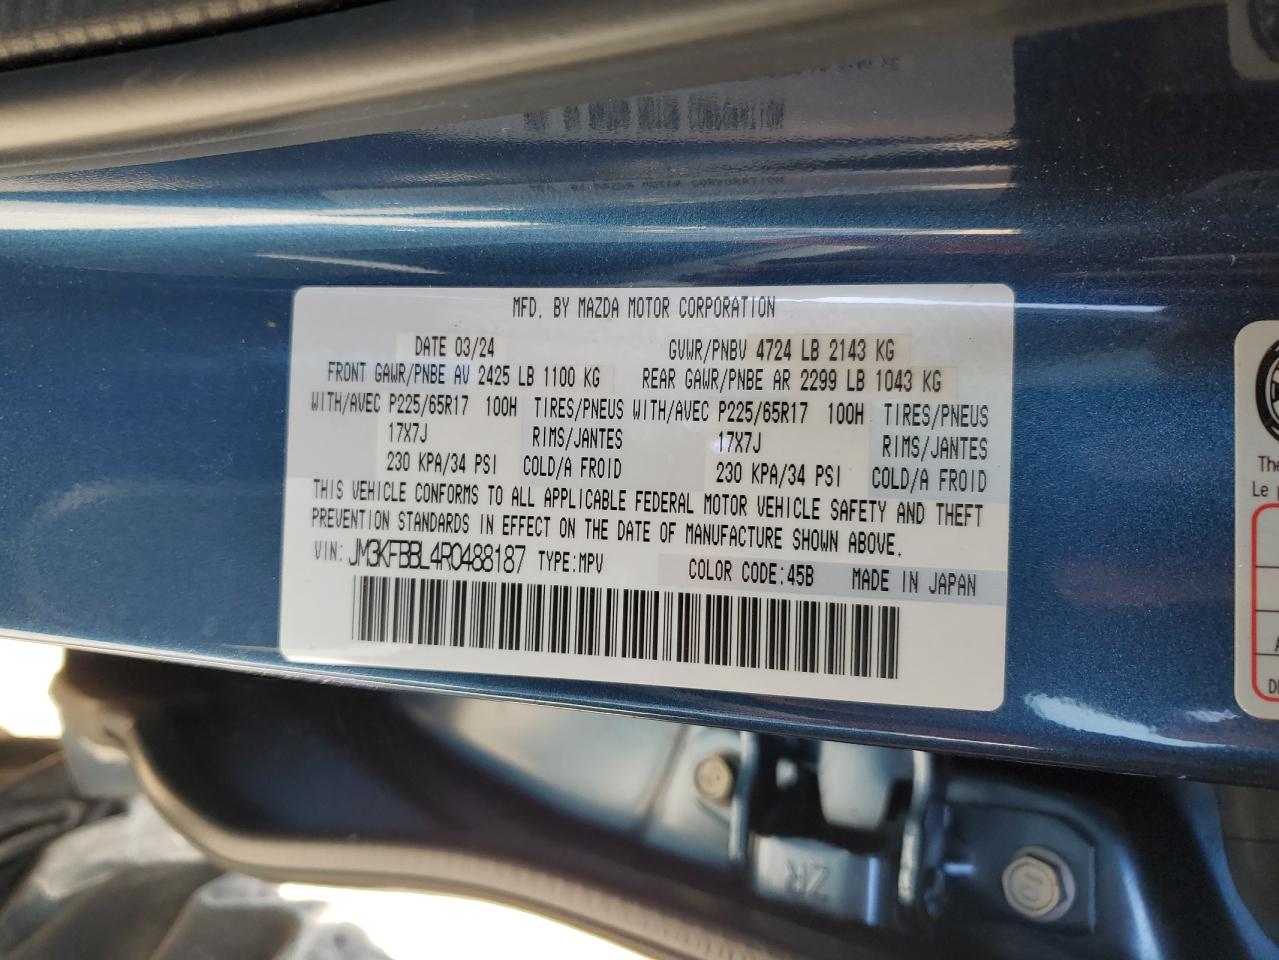 MFD. BY MAZDA MOTOR CORPORATION
DATE 03/24 GVWR/PNBV 4724 LB 2143 KG
FRONT GAWR/PNBE AV 2425 LB 1100 KG REAR GAWR/PNBE AR 2299 LB 1043 KG
WITH/AVEC P225/65R17 100H TIRES/PNEUS WITH/AVEC P225/65R17 100H TIRES/PNEUS
17X7J RIMS/JANTES 17X7J RIMS/JANTES
230 KPA/34 PSI COLD/A FROID 230 KPA/34 PSI COLD/A FROID
THIS VEHICLE CONFORMS TO ALL APPLICABLE FEDERAL MOTOR VEHICLE SAFETY AND THEFT
PREVENTION STANDARDS IN EFFECT ON THE DATE OF MANUFACTURE SHOWN ABOVE.
VIN: JM3KFBBL4R0488187 TYPE:MPV COLOR CODE:45B MADE IN JAPAN
Le
ZR